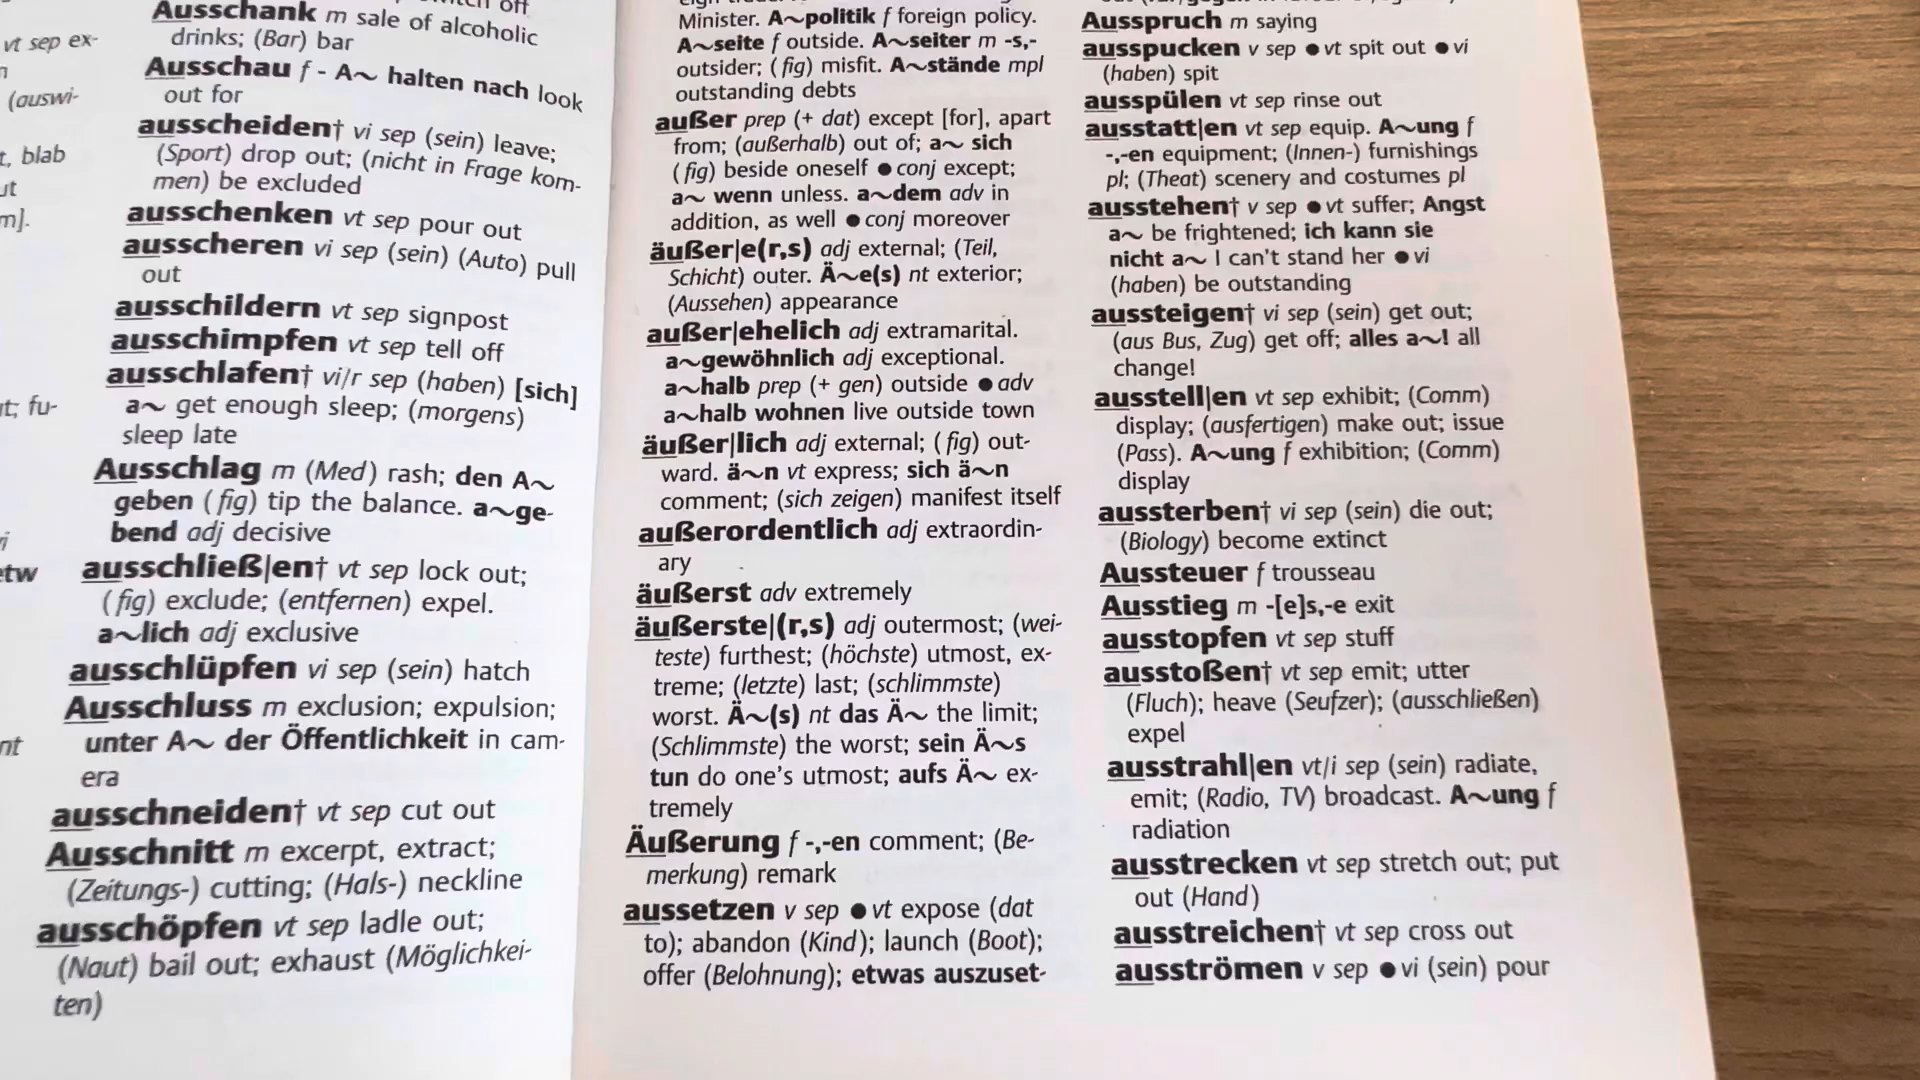 vt sep ex-
(auswi-
t, blab
ut
m].
ut; fu-
vi
etw
nt
switch off
Ausschank m sale of alcoholic
drinks; (Bar) bar
Ausschau f - A~ halten nach look
out for
ausscheiden† vi sep (sein) leave;
(Sport) drop out; (nicht in Frage kom-
men) be excluded
ausschenken vt sep pour out
ausscheren vi sep (sein) (Auto) pull
out
ausschildern vt sep signpost
ausschimpfen vt sep tell off
ausschlafen† vi/r sep (haben) [sich]
a~ get enough sleep; (morgens)
sleep late
Ausschlag m (Med) rash; den A~
geben (fig) tip the balance. a~ge-
bend adj decisive
ausschließ|en† vt sep lock out;
(fig) exclude; (entfernen) expel.
a~lich adj exclusive
ausschlüpfen vi sep (sein) hatch
Ausschluss m exclusion; expulsion;
unter A~ der Öffentlichkeit in cam-
era
ausschneiden† vt sep cut out
Ausschnitt m excerpt, extract;
(Zeitungs-) cutting; (Hals-) neckline
ausschöpfen vt sep ladle out;
(Naut) bail out; exhaust (Möglichkei-
ten)
Minister. A~politik f foreign policy.
A~seite f outside. A~seiter m -s,-
outsider; (fig) misfit. A~stände mpl
outstanding debts
außer prep (+ dat) except [for], apart
from; (außerhalb) out of; a~ sich
(fig) beside oneself ● conj except;
a~ wenn unless. a~dem adv in
addition, as well ● conj moreover
äußer|e(r,s) adj external; (Teil,
Schicht) outer. Ä~e(s) nt exterior;
(Aussehen) appearance
außer|ehelich adj extramarital.
a~gewöhnlich adj exceptional.
a~halb prep (+ gen) outside ● adv
a~halb wohnen live outside town
äußer|lich adj external; (fig) out-
ward. ä~n vt express; sich ä~n
comment; (sich zeigen) manifest itself
außerordentlich adj extraordin-
ary
äußerst adv extremely
äußerste|(r,s) adj outermost; (wei-
teste) furthest; (höchste) utmost, ex-
treme; (letzte) last; (schlimmste)
worst. Ä~(s) nt das Ä~ the limit;
(Schlimmste) the worst; sein Ä~s
tun do one's utmost; aufs Ä~ ex-
tremely
Äußerung f -,-en comment; (Be-
merkung) remark
aussetzen v sep ● vt expose (dat
to); abandon (Kind); launch (Boot);
offer (Belohnung); etwas auszuset-
Ausspruch m saying
ausspucken v sep ● vt spit out ● vi
(haben) spit
ausspülen vt sep rinse out
ausstatt|en vt sep equip. A~ung f
-,-en equipment; (Innen-) furnishings
pl; (Theat) scenery and costumes pl
ausstehen† v sep ● vt suffer; Angst
a~ be frightened; ich kann sie
nicht a~ I can't stand her ● vi
(haben) be outstanding
aussteigen† vi sep (sein) get out;
(aus Bus, Zug) get off; alles a~! all
change!
ausstell|en vt sep exhibit; (Comm)
display; (ausfertigen) make out; issue
(Pass). A~ung f exhibition; (Comm)
display
aussterben† vi sep (sein) die out;
(Biology) become extinct
Aussteuer f trousseau
Ausstieg m -[e]s,-e exit
ausstopfen vt sep stuff
ausstoßen† vt sep emit; utter
(Fluch); heave (Seufzer); (ausschließen)
expel
ausstrahl|en vt/i sep (sein) radiate,
emit; (Radio, TV) broadcast. A~ung f
radiation
ausstrecken vt sep stretch out; put
out (Hand)
ausstreichen† vt sep cross out
ausströmen v sep ● vi (sein) pour